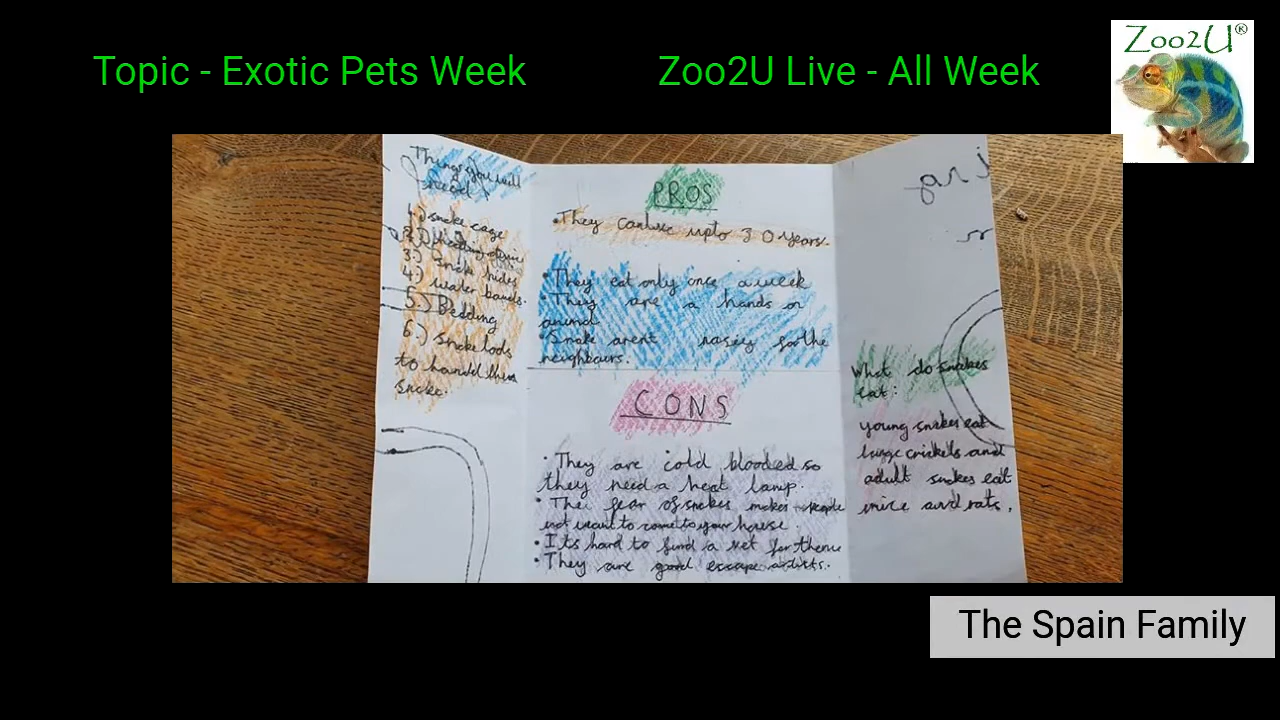 Topic - Exotic Pets Week
Zoo2U Live - All Week
Zoo2U®
Things you will
need
1.) snake cage
2.) heating
3.) Snake hides
4.) water bauls.
5.) Bedding
6.) snake
to handl the
snake.
PROS
•They can live upto 30 years.
•They eat only once a week
•They are a hands on
animal
•Snake arent noisey for the
neighbours.
CONS
•They are cold blooded so
they need a heat lamp.
•The fear of snakes makes people
not want to come to your house.
•Its hard to find a vet for them
•They are good escape artists.
What do snakes
eat:
young snakes eat
large crickets and
adult snakes eat
mice and rats.
The Spain Family